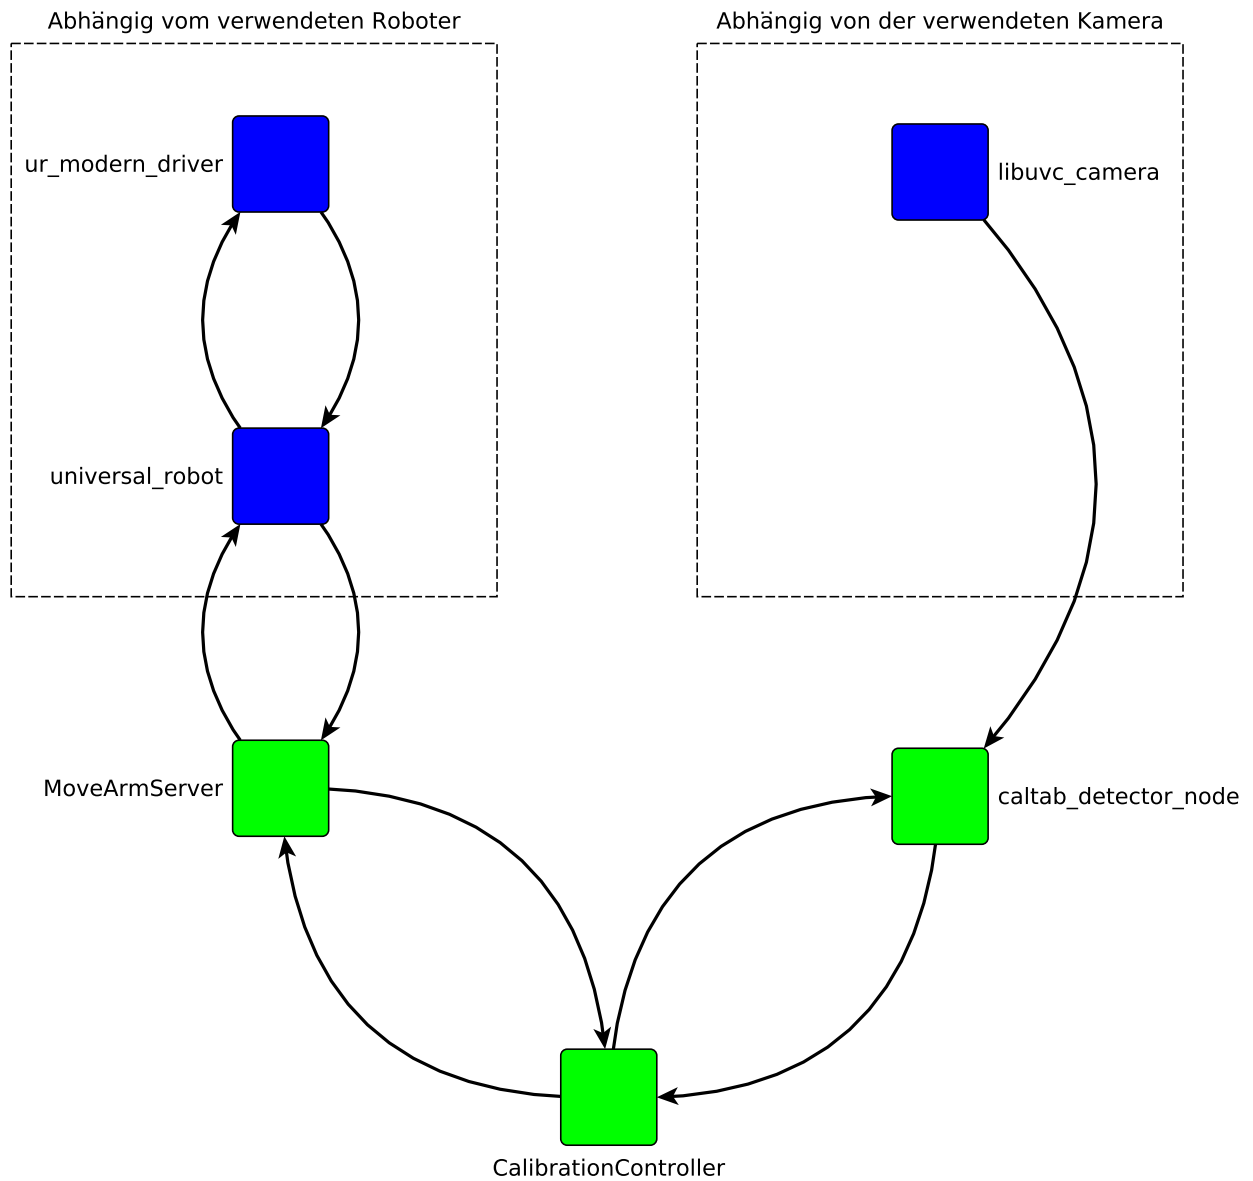 Abhängig vom verwendeten Roboter
Abhängig von der verwendeten Kamera
ur_modern_driver
libuvc_camera
universal_robot
MoveArmServer
caltab_detector_node
CalibrationController